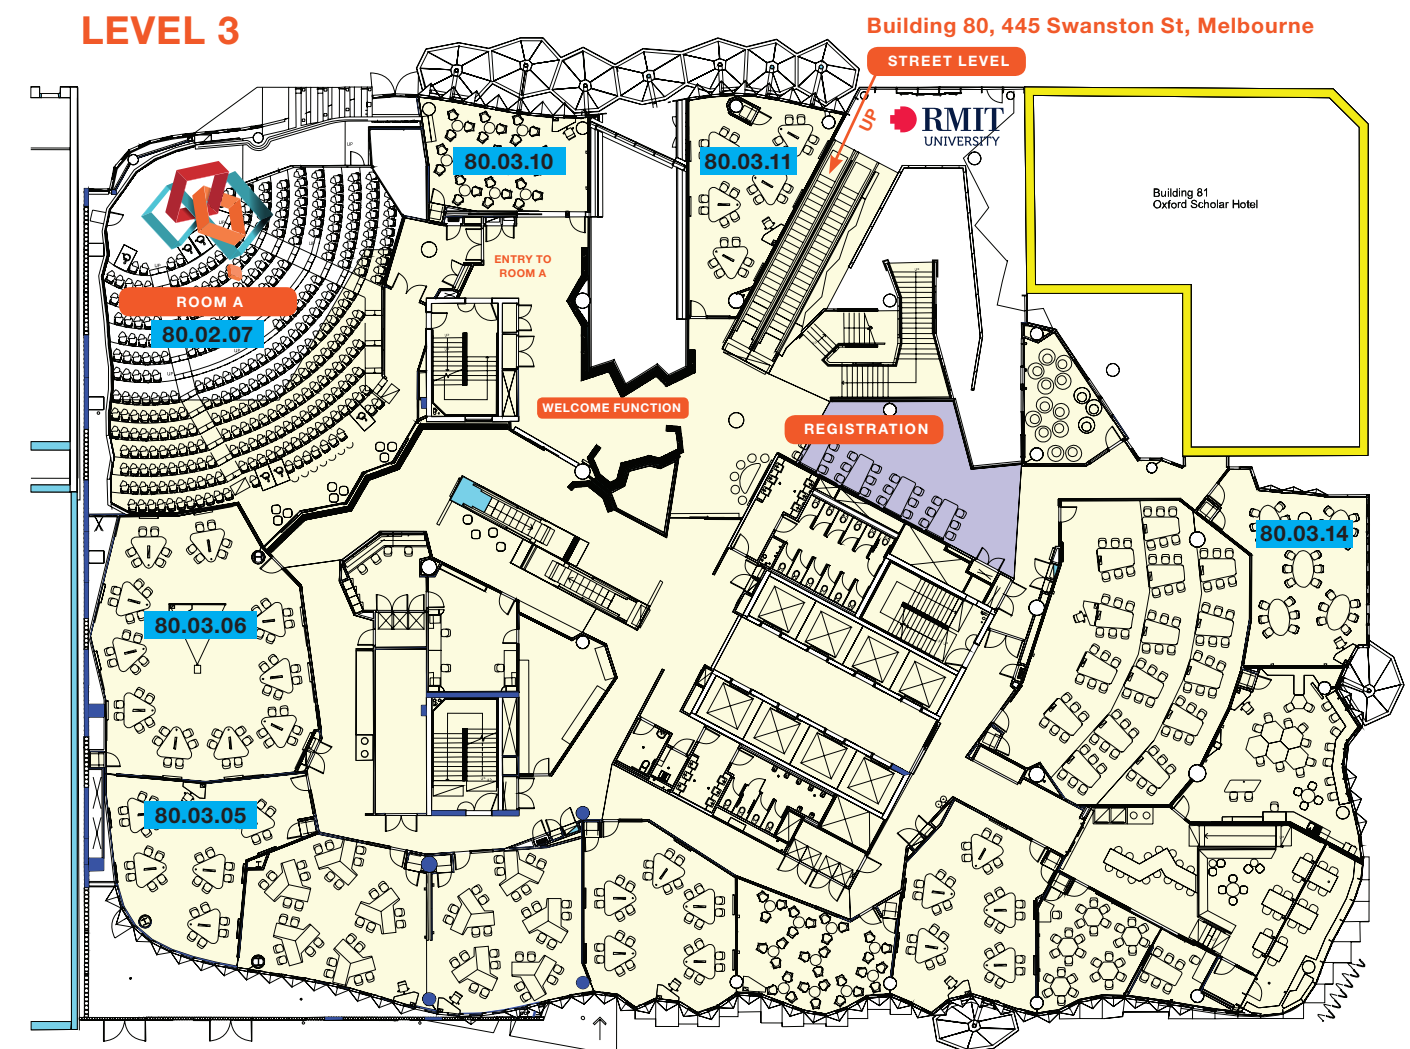 LEVEL 3
Building 80, 445 Swanston St, Melbourne
STREET LEVEL
UP
RMIT
UNIVERSITY
80.03.10
80.03.11
Building 81
Oxford Scholar Hotel
ENTRY TO
ROOM A
ROOM A
80.02.07
WELCOME FUNCTION
REGISTRATION
80.03.14
80.03.06
80.03.05